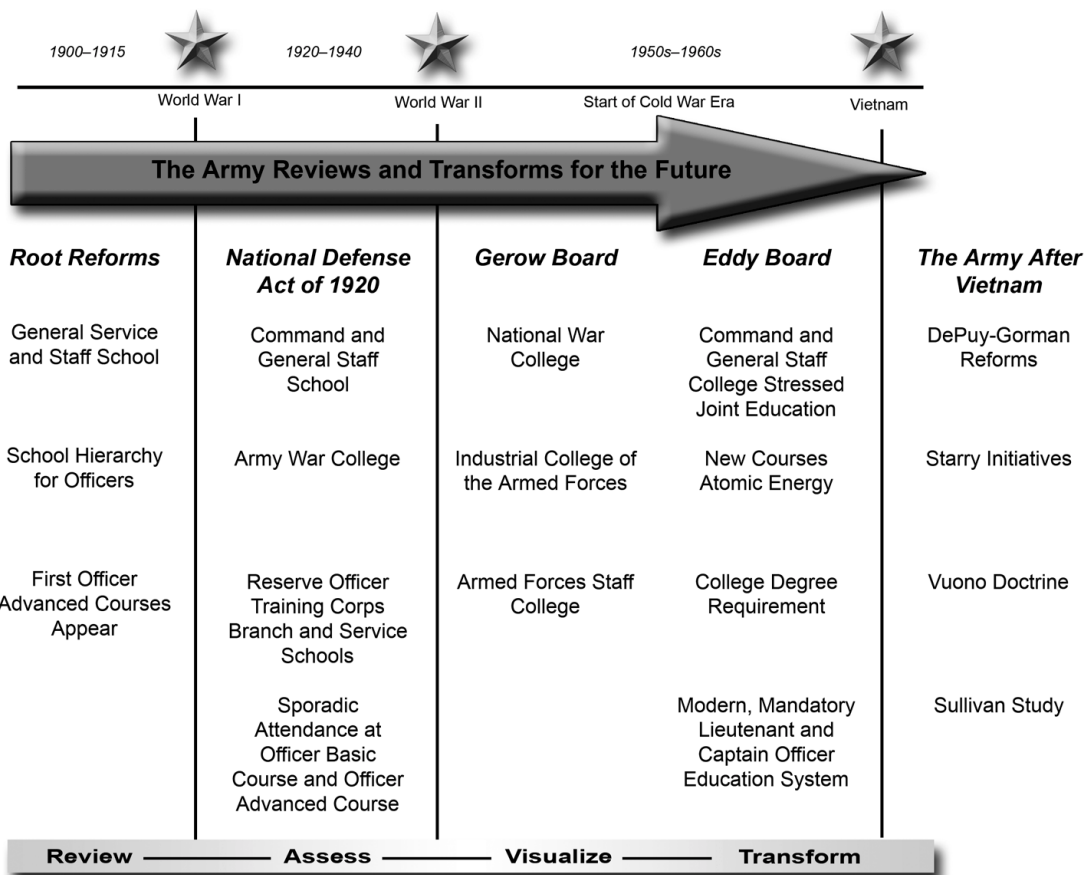 1900–1915
1920–1940
1950s–1960s
World War I
World War II
Start of Cold War Era
Vietnam
The Army Reviews and Transforms for the Future
Root Reforms
General Service
and Staff School
School Hierarchy
for Officers
First Officer
Advanced Courses
Appear
National Defense
Act of 1920
Command and
General Staff
School
Army War College
Reserve Officer
Training Corps
Branch and Service
Schools
Sporadic
Attendance at
Officer Basic
Course and Officer
Advanced Course
Gerow Board
National War
College
Industrial College of
the Armed Forces
Armed Forces Staff
College
Eddy Board
Command and
General Staff
College Stressed
Joint Education
New Courses
Atomic Energy
College Degree
Requirement
Modern, Mandatory
Lieutenant and
Captain Officer
Education System
The Army After
Vietnam
DePuy-Gorman
Reforms
Starry Initiatives
Vuono Doctrine
Sullivan Study
Review
Assess
Visualize
Transform